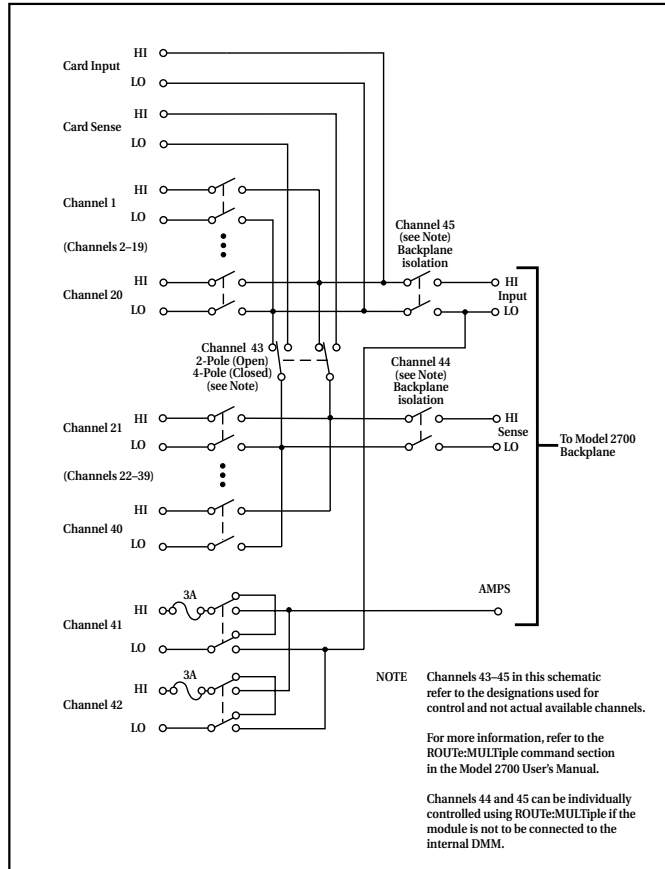 Card Input
HI
LO
Card Sense
HI
LO
Channel 1
HI
LO
(Channels 2–19)
Channel 20
HI
LO
Channel 45
(see Note)
Backplane
isolation
HI
Input
LO
Channel 43
2-Pole (Open)
4-Pole (Closed)
(see Note)
Channel 44
(see Note)
Backplane
isolation
Channel 21
HI
LO
HI
Sense
LO
To Model 2700
Backplane
(Channels 22–39)
Channel 40
HI
LO
AMPS
Channel 41
HI
3A
LO
Channel 42
HI
3A
LO
NOTE Channels 43–45 in this schematic
refer to the designations used for
control and not actual available channels.
For more information, refer to the
ROUTe:MULTiple command section
in the Model 2700 User's Manual.
Channels 44 and 45 can be individually
controlled using ROUTe:MULTiple if the
module is not to be connected to the
internal DMM.